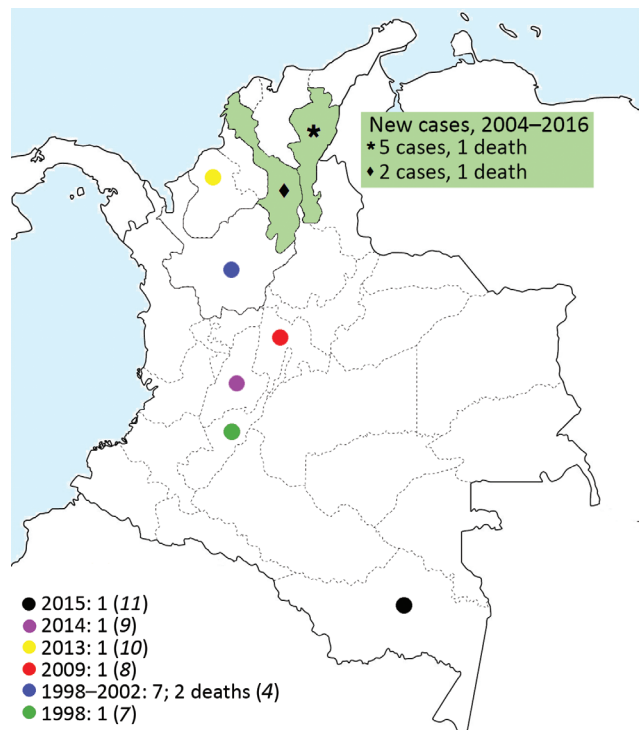 New cases, 2004–2016
* 5 cases, 1 death
♦ 2 cases, 1 death
2015: 1 (11)
2014: 1 (9)
2013: 1 (10)
2009: 1 (8)
1998–2002: 7; 2 deaths (4)
1998: 1 (7)